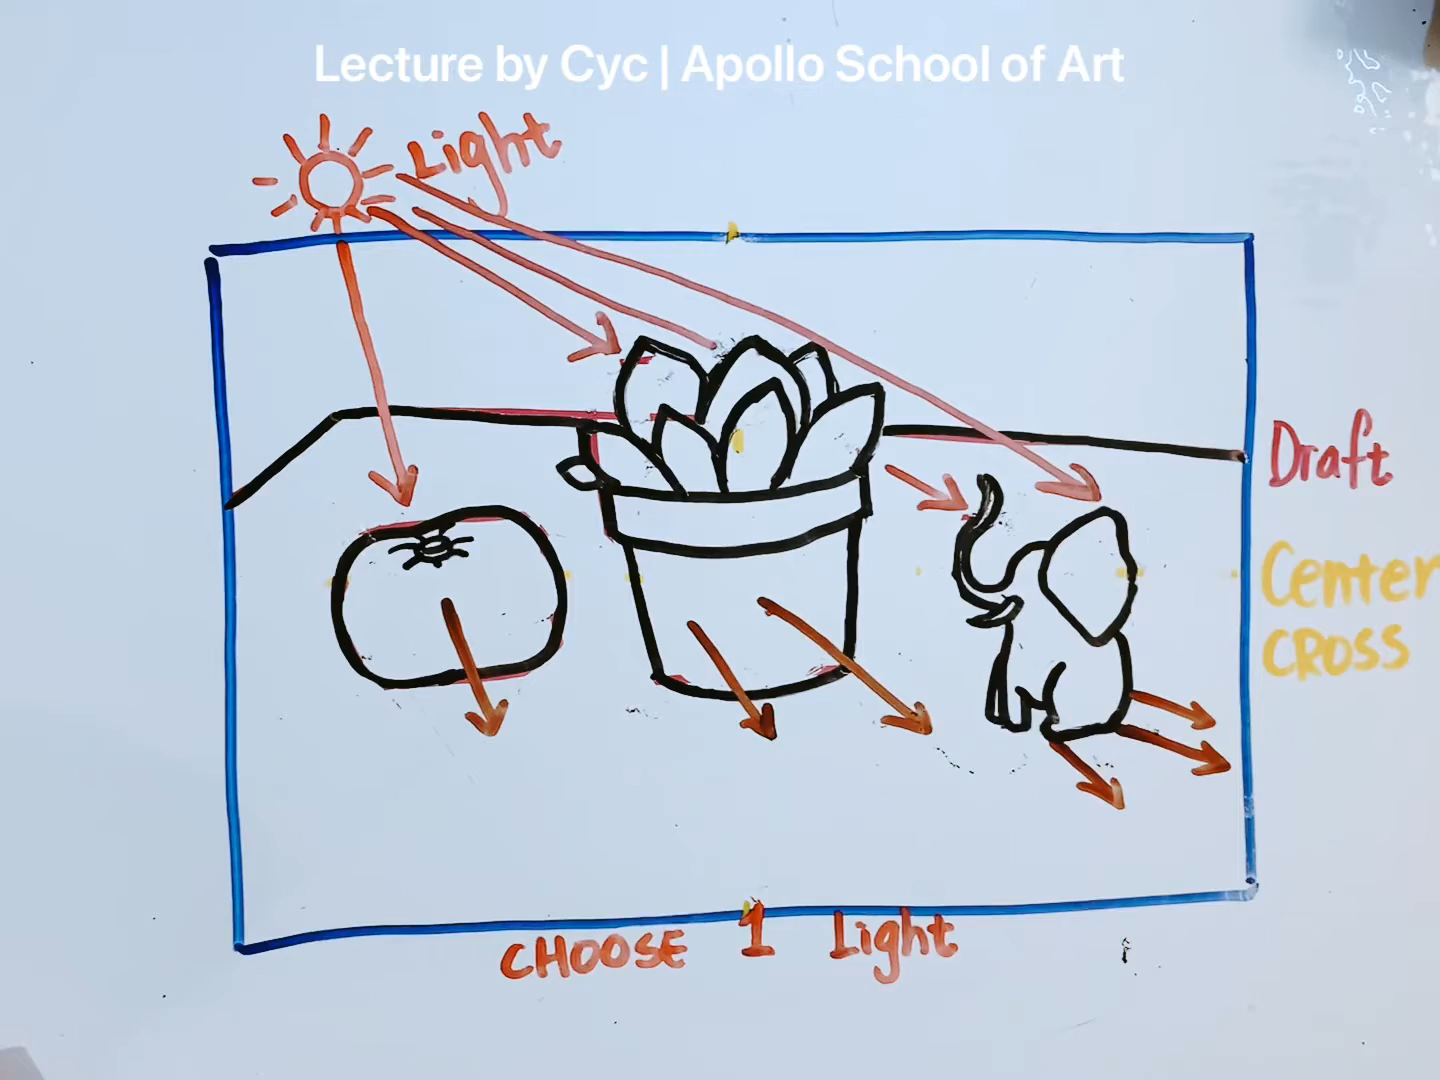 Lecture by Cyc | Apollo School of Art
Light
Draft
Center
CROSS
CHOOSE 1 Light